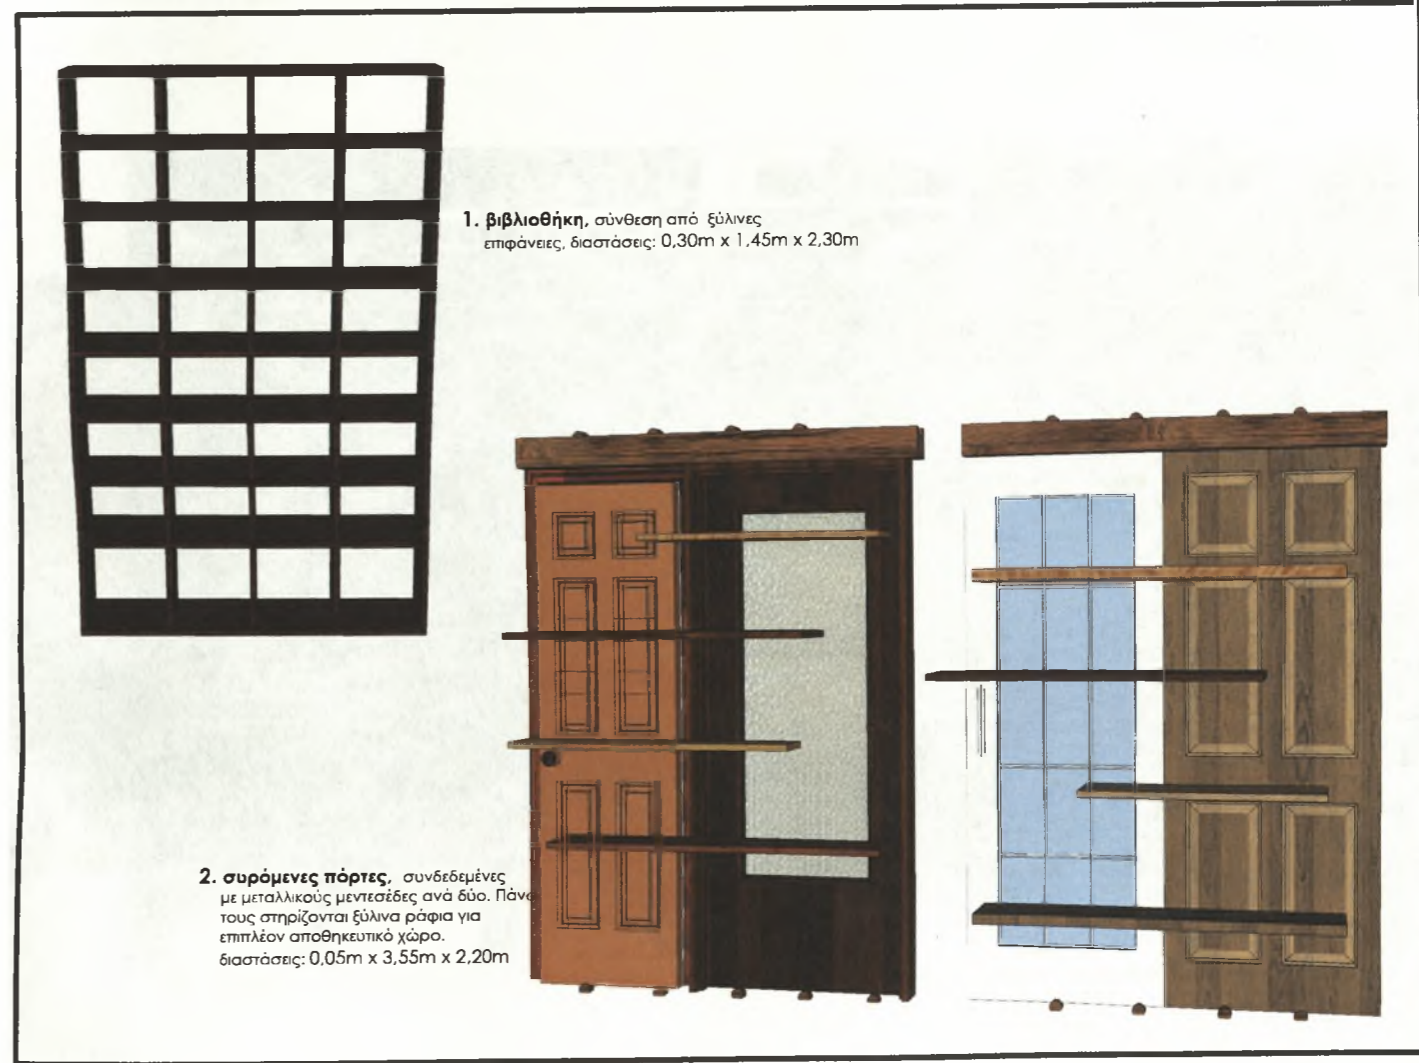 1. βιβλιοθήκη, σύνθεση από ξύλινες
επιφάνειες, διαστάσεις: 0,30m x 1,45m x 2,30m
2. συρόμενες πόρτες, συνδεδεμένες
με μεταλλικούς μεντεσέδες ανά δύο. Πάνω
τους στηρίζονται ξύλινα ράφια για
επιπλέον αποθηκευτικό χώρο.
διαστάσεις: 0,05m x 3,55m x 2,20m